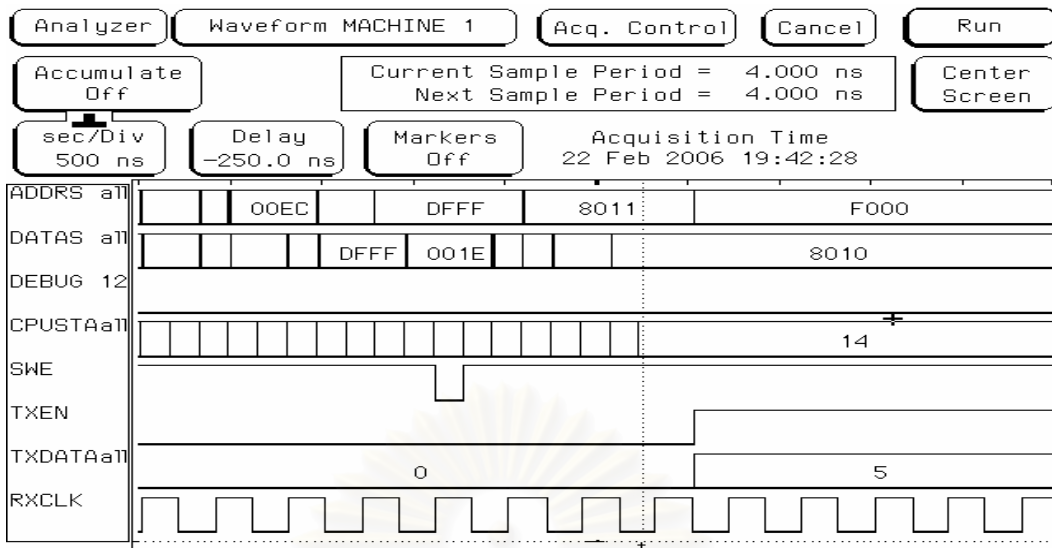 Analyzer Waveform MACHINE 1 Acq. Control Cancel Run
Accumulate Off
Current Sample Period = 4.000 ns
Next Sample Period = 4.000 ns
Center Screen
sec/Div 500 ns
Delay -250.0 ns
Markers Off
Acquisition Time
22 Feb 2006 19:42:28
ADDRS all 00EC DFFF 8011 F000
DATAS all DFFF 001E 8010
DEBUG 12
CPUSTAall 14
SWE
TXEN
TXDATAall 0 5
RXCLK